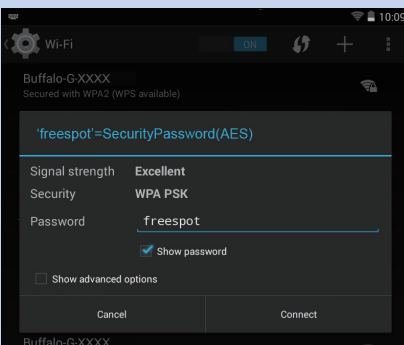 10:09
Wi-Fi
ON
Buffalo-G-XXXX
Secured with WPA2 (WPS available)
'freespot'=SecurityPassword(AES)
Signal strength Excellent
Security WPA PSK
Password freespot
Show password
Show advanced options
Cancel Connect
Buffalo-G-XXXX